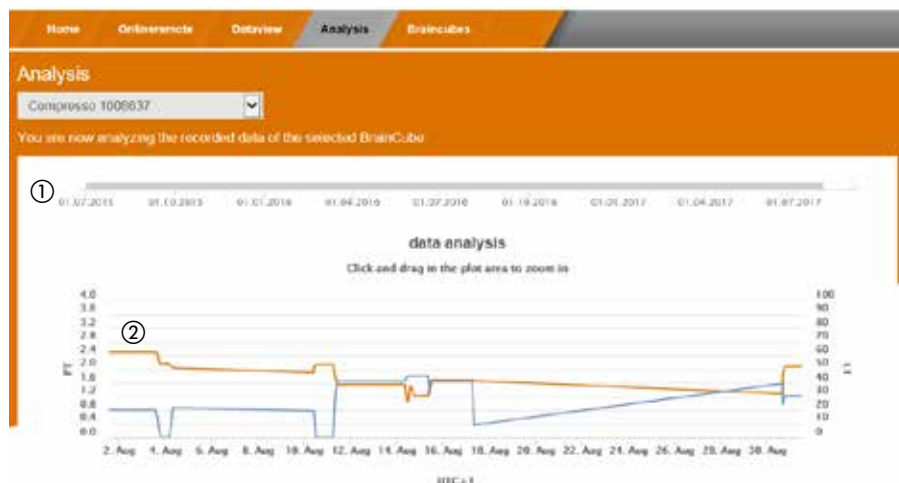 Home Onlineremote Dataview Analysis Braincubes
Analysis
Compresso 1008637
You are now analyzing the recorded data of the selected BrainCube
①
01.07.2015 01.10.2015 01.01.2016 01.04.2016 01.07.2016 01.10.2016 01.01.2017 01.04.2017 01.07.2017
data analysis
Click and drag in the plot area to zoom in
4.0 100
3.6 90
3.2 80
②
2.8 70
2.4 60
PT 2.0 50 LT
1.6 40
1.2 30
0.8 20
0.4 10
0.0 0
2. Aug 4. Aug 6. Aug 8. Aug 10. Aug 12. Aug 14. Aug 16. Aug 18. Aug 20. Aug 22. Aug 24. Aug 26. Aug 28. Aug 30. Aug